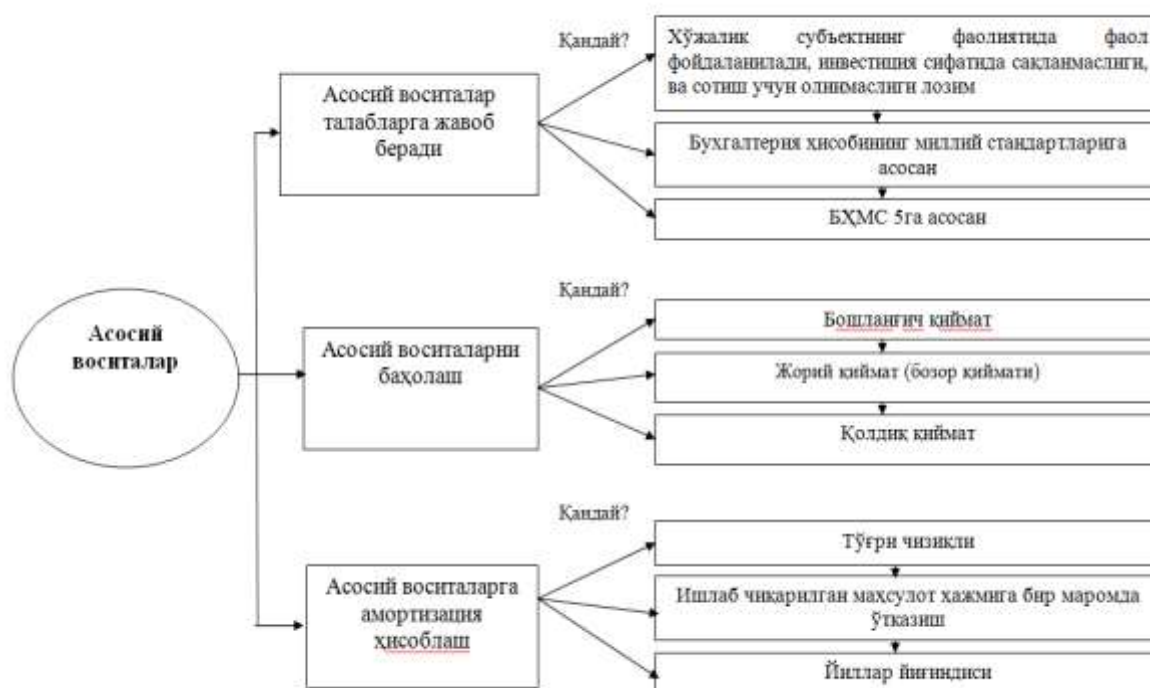 Қандай?
Хўжалик субъектнинг фаолиятида фаол
фойдаланилади, инвестиция сифатида сақланмаслиги,
ва сотиш учун олинмаслиги лозим
Асосий воситалар
талабларга жавоб
беради
Бухгалтерия ҳисобининг миллий стандартларига
асосан
БҲМС 5га асосан
Асосий
воситалар
Қандай?
Асосий воситаларни
баҳолаш
Бошланғич қиймат
Жорий қиймат (бозор қиймати)
Қолдиқ қиймат
Қандай?
Асосий воситаларга
амортизация
ҳисоблаш
Тўғри чизиқли
Ишлаб чиқарилган маҳсулот хажмига бир маромда
ўтказиш
Йиллар йиғиндиси